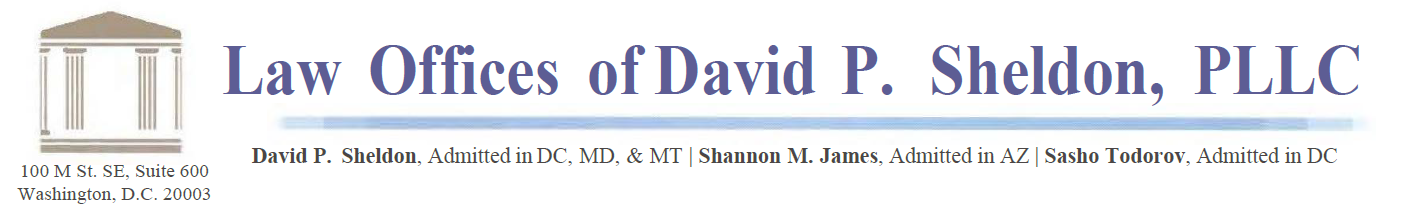 Law Offices of David P. Sheldon, PLLC
David P. Sheldon, Admitted in DC, MD, & MT | Shannon M. James, Admitted in AZ | Sasho Todorov, Admitted in DC
100 M St. SE, Suite 600
Washington, D.C. 20003